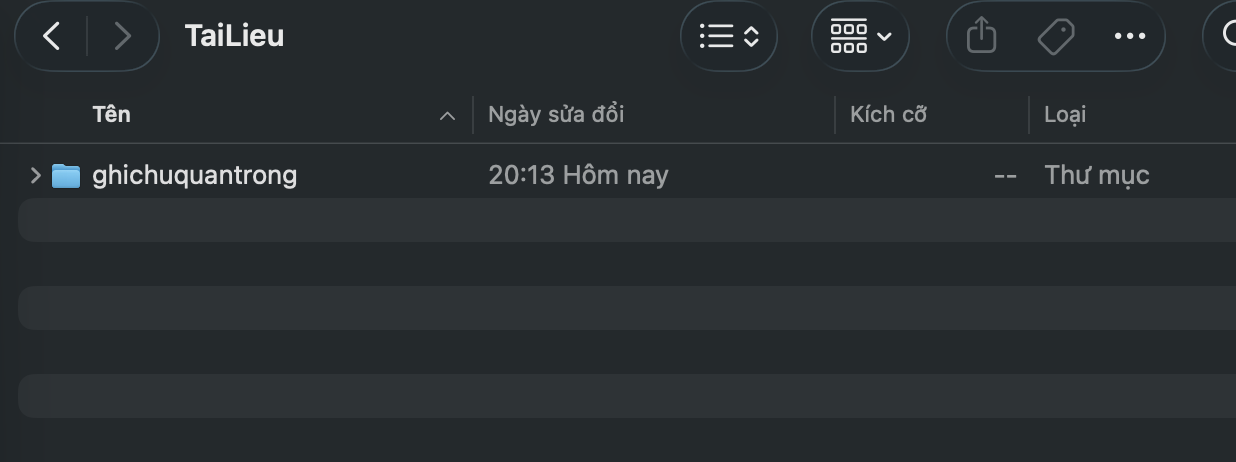 TaiLieu
Tên Ngày sửa đổi Kích cỡ Loại
ghichuquantrong 20:13 Hôm nay -- Thư mục